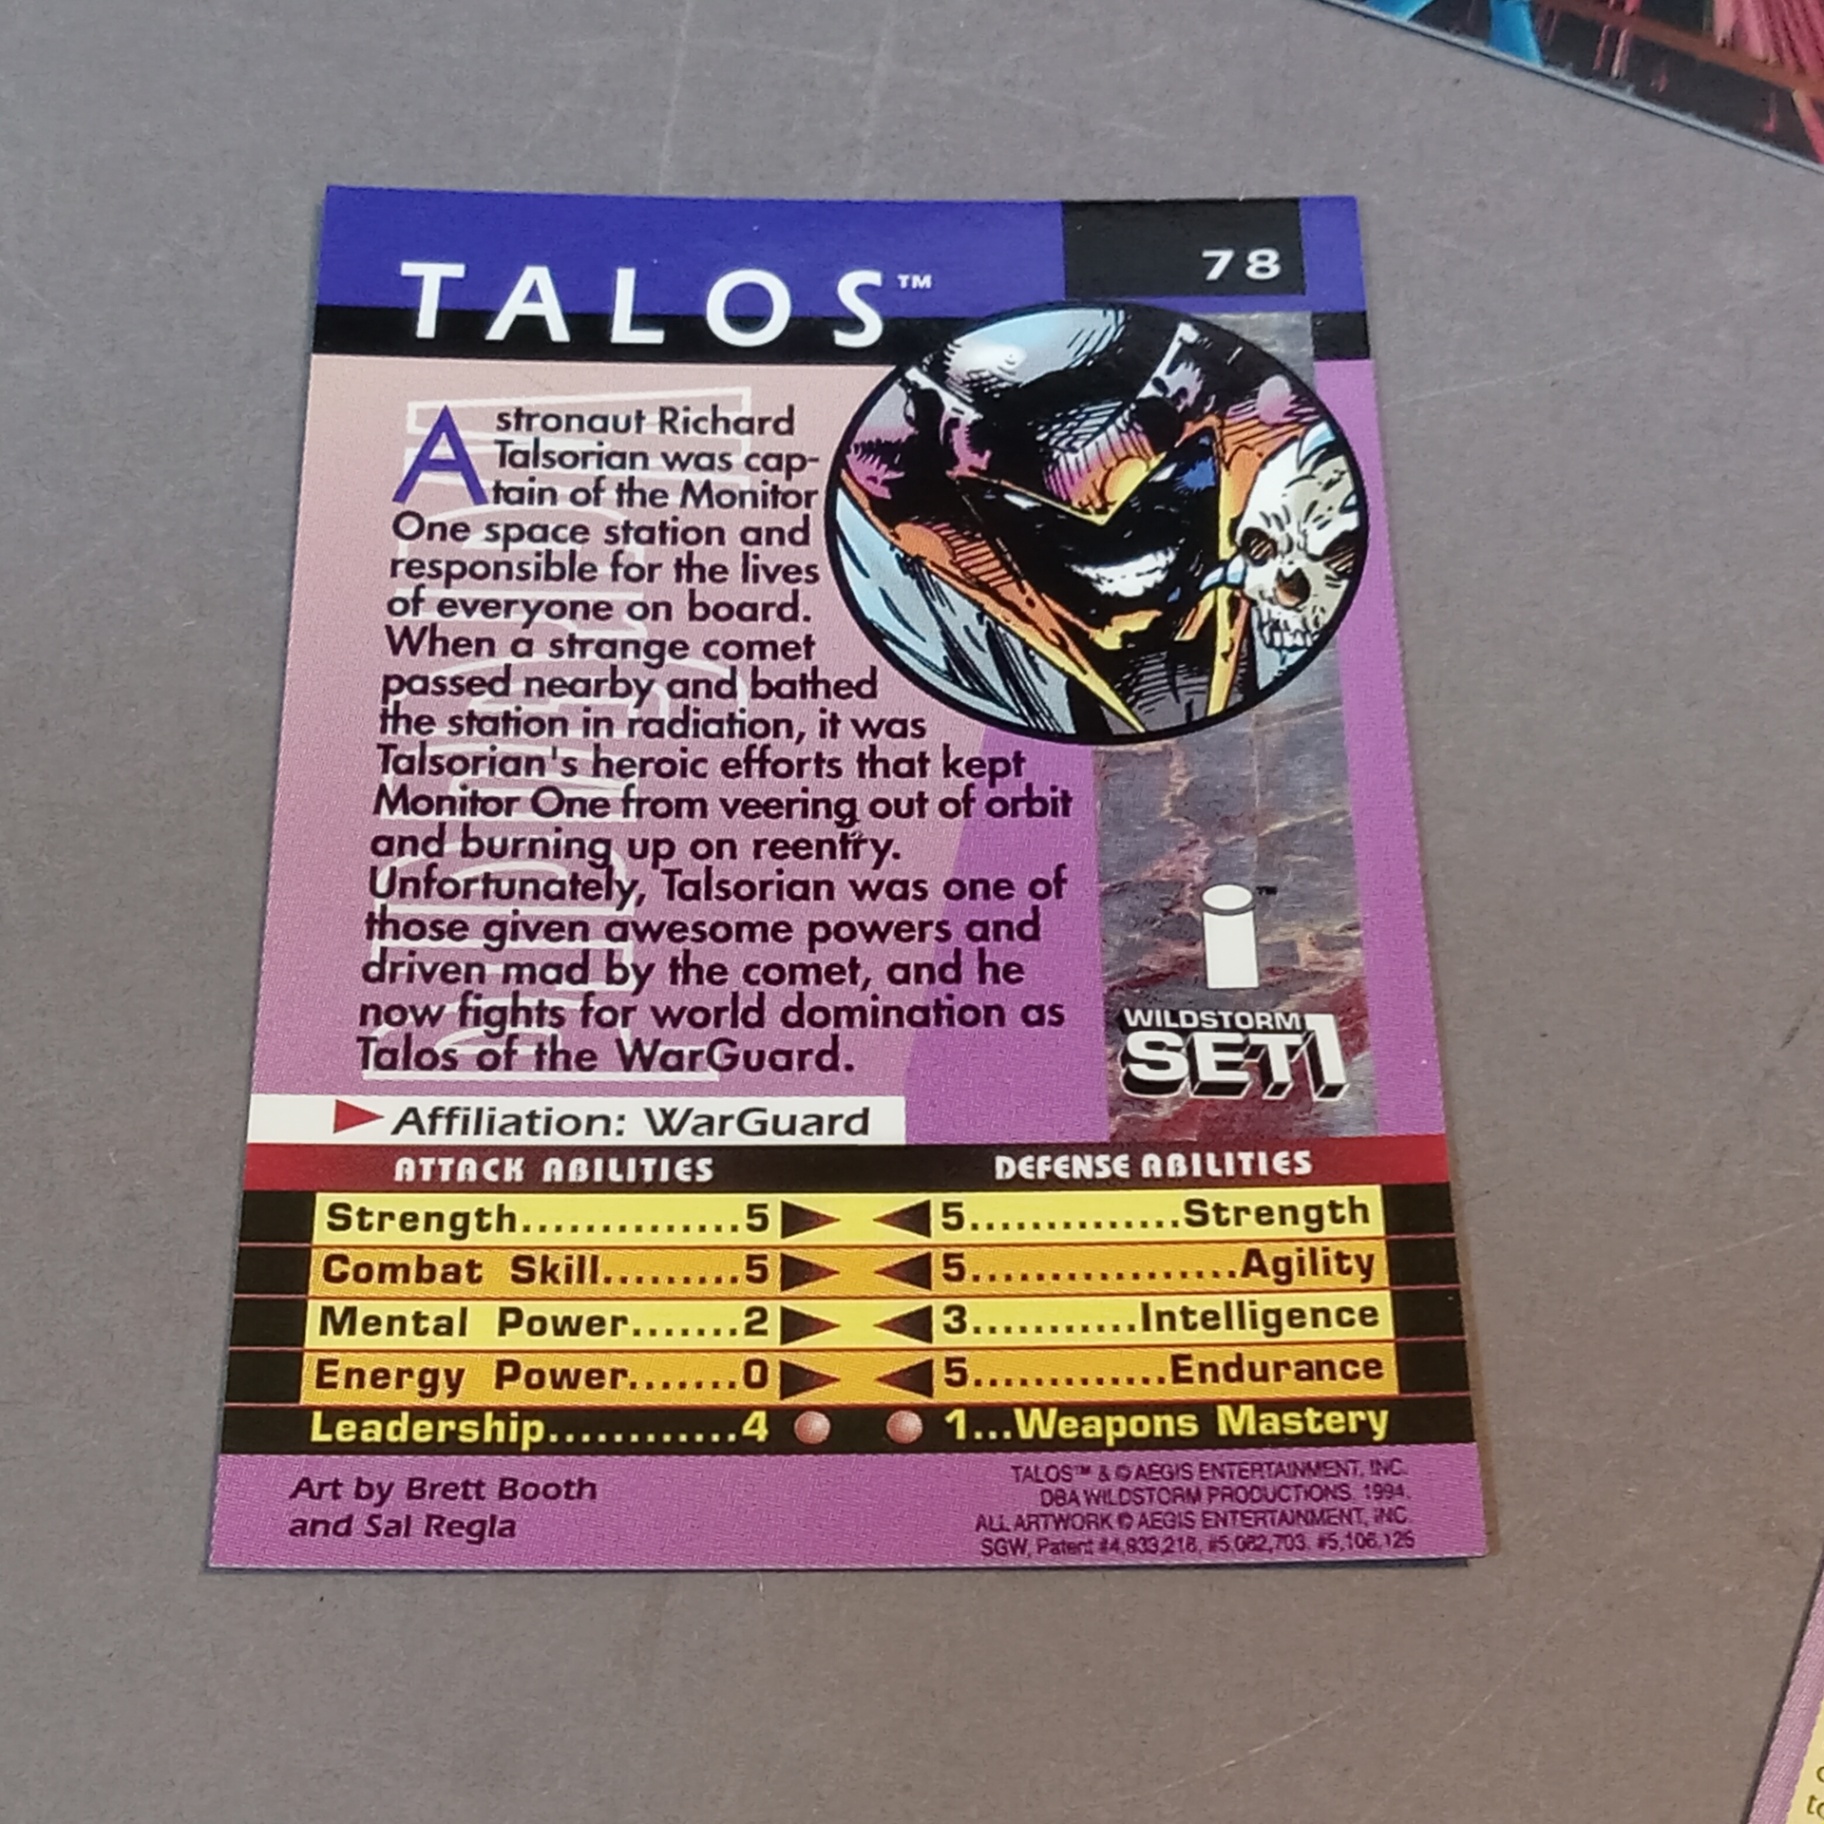 TALOS™
78
Astronaut Richard
Talsorian was cap-
tain of the Monitor
One space station and
responsible for the lives
of everyone on board.
When a strange comet
passed nearby and bathed
the station in radiation, it was
Talsorian's heroic efforts that kept
Monitor One from veering out of orbit
and burning up on reentry.
Unfortunately, Talsorian was one of
those given awesome powers and
driven mad by the comet, and he
now fights for world domination as
Talos of the WarGuard.
i™
WILDSTORM
SET1
Affiliation: WarGuard
ATTACK ABILITIES DEFENSE ABILITIES
Strength..............5 5..............Strength
Combat Skill.........5 5..................Agility
Mental Power.......2 3...........Intelligence
Energy Power.......0 5.............Endurance
Leadership............4 1...Weapons Mastery
Art by Brett Booth
and Sal Regla
TALOS™ & © AEGIS ENTERTAINMENT, INC.
DBA WILDSTORM PRODUCTIONS, 1994.
ALL ARTWORK © AEGIS ENTERTAINMENT, INC.
SGW, Patent #4,933,218, #5,082,703, #5,106,126